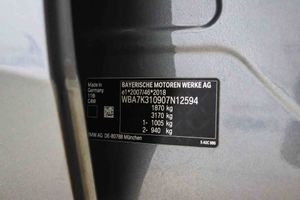 Made in
Germany
BAYERISCHE MOTOREN WERKE AG
e1*2007/46*2018
WBA7K310907N12594
1870 kg
3170 kg
1- 1005 kg
2- 940 kg
BMW AG DE-80788 München